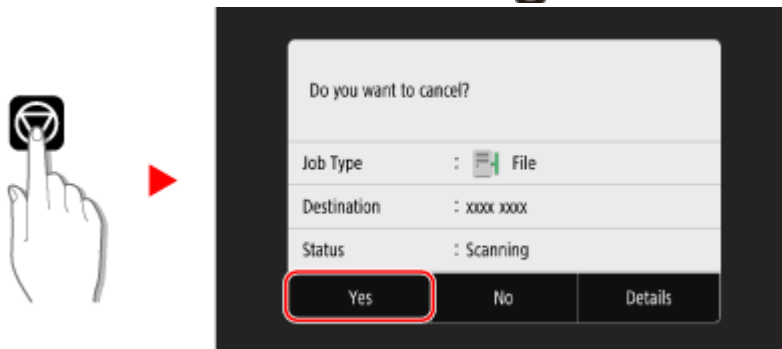 Do you want to cancel?
Job Type : File
Destination : xxxx xxxx
Status : Scanning
Yes No Details